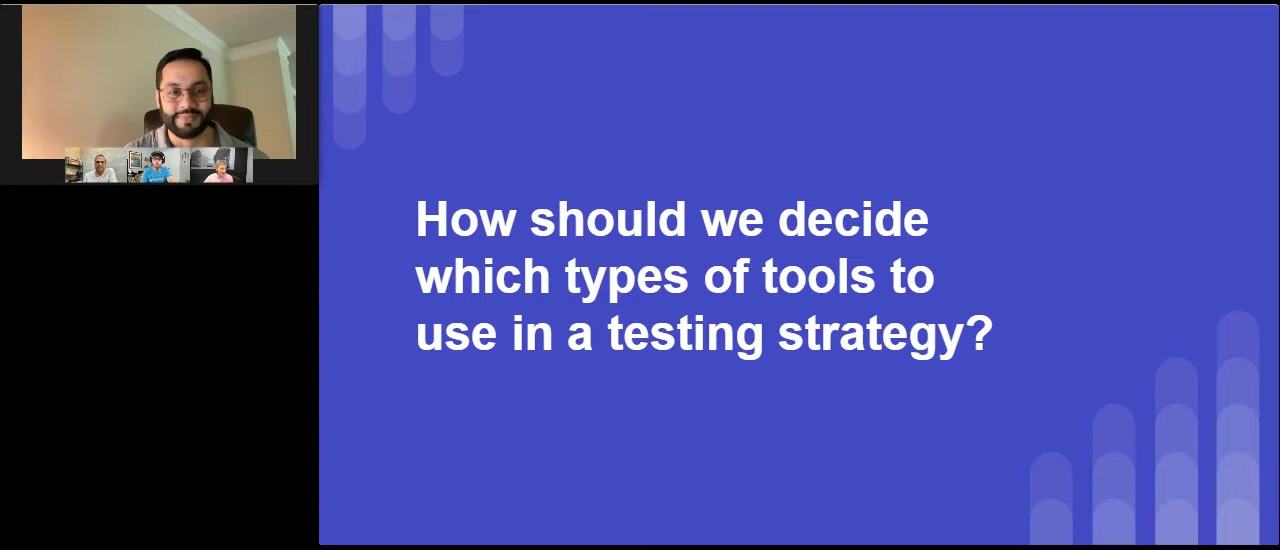 How should we decide
which types of tools to
use in a testing strategy?